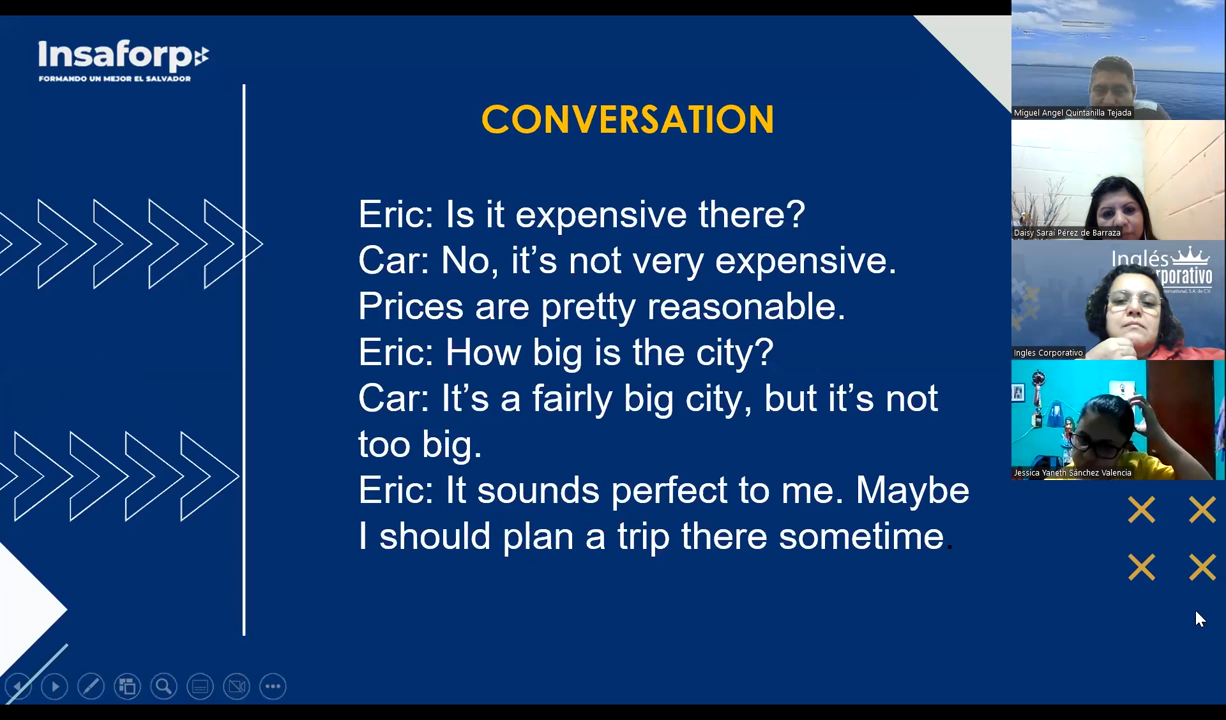 Insaforp
FORMANDO UN MEJOR EL SALVADOR
CONVERSATION
Eric: Is it expensive there?
Car: No, it’s not very expensive.
Prices are pretty reasonable.
Eric: How big is the city?
Car: It’s a fairly big city, but it’s not
too big.
Eric: It sounds perfect to me. Maybe
I should plan a trip there sometime.
Miguel Angel Quintanilla Tejada
Daisy Saraí Pérez de Barraza
Inglés
porativo
Ingles Corporativo
Jessica Yaneth Sánchez Valencia